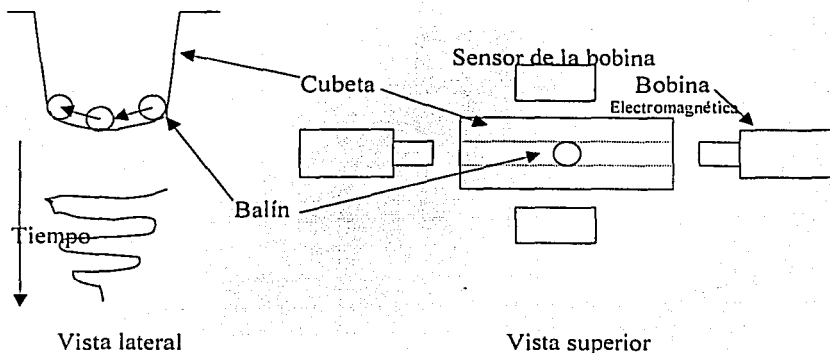 Sensor de la bobina
Cubeta
Bobina
Electromagnética
Balín
Tiempo
Vista lateral
Vista superior